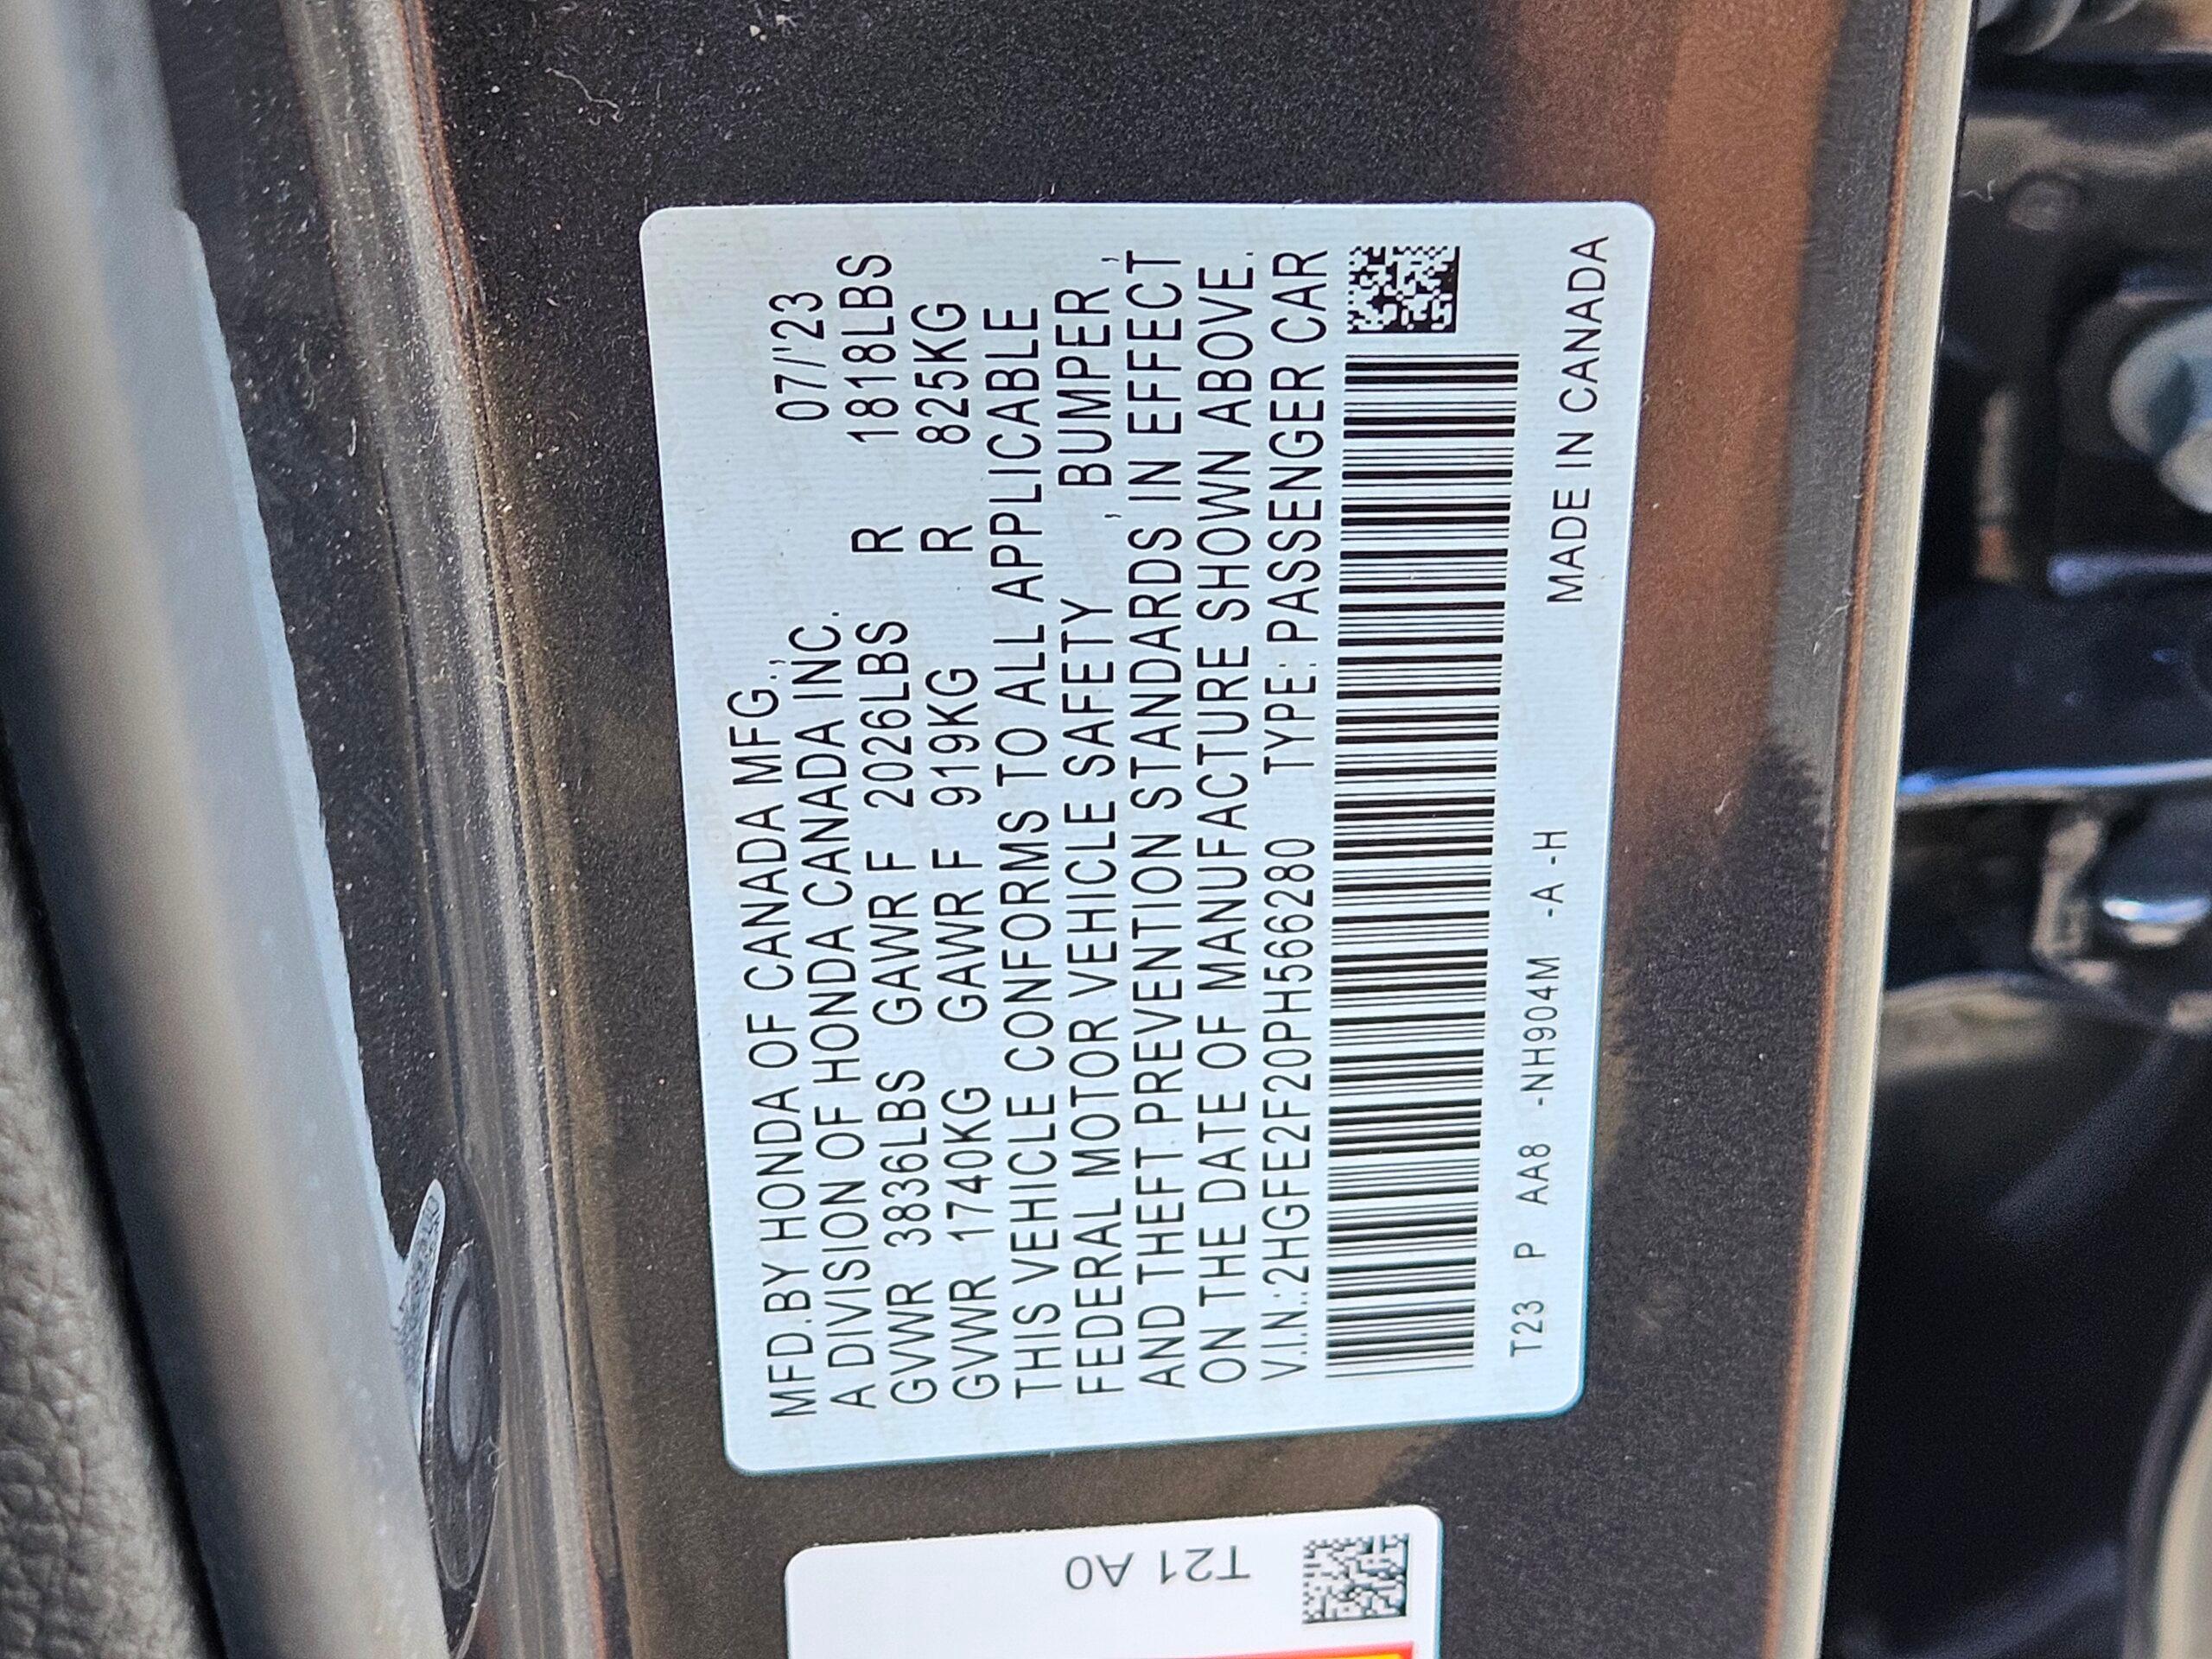 MFD.BY HONDA OF CANADA MFG.,
A DIVISION OF HONDA CANADA INC. 07/'23
GVWR 3836LBS GAWR F 2026LBS R 1818LBS
GVWR 1740KG GAWR F 919KG R 825KG
THIS VEHICLE CONFORMS TO ALL APPLICABLE
FEDERAL MOTOR VEHICLE SAFETY , BUMPER,
AND THEFT PREVENTION STANDARDS IN EFFECT
ON THE DATE OF MANUFACTURE SHOWN ABOVE.
V.I.N.:2HGFE2F20PH566280 TYPE: PASSENGER CAR
T23 P AA8 -NH904M -A -H MADE IN CANADA
T21 A0